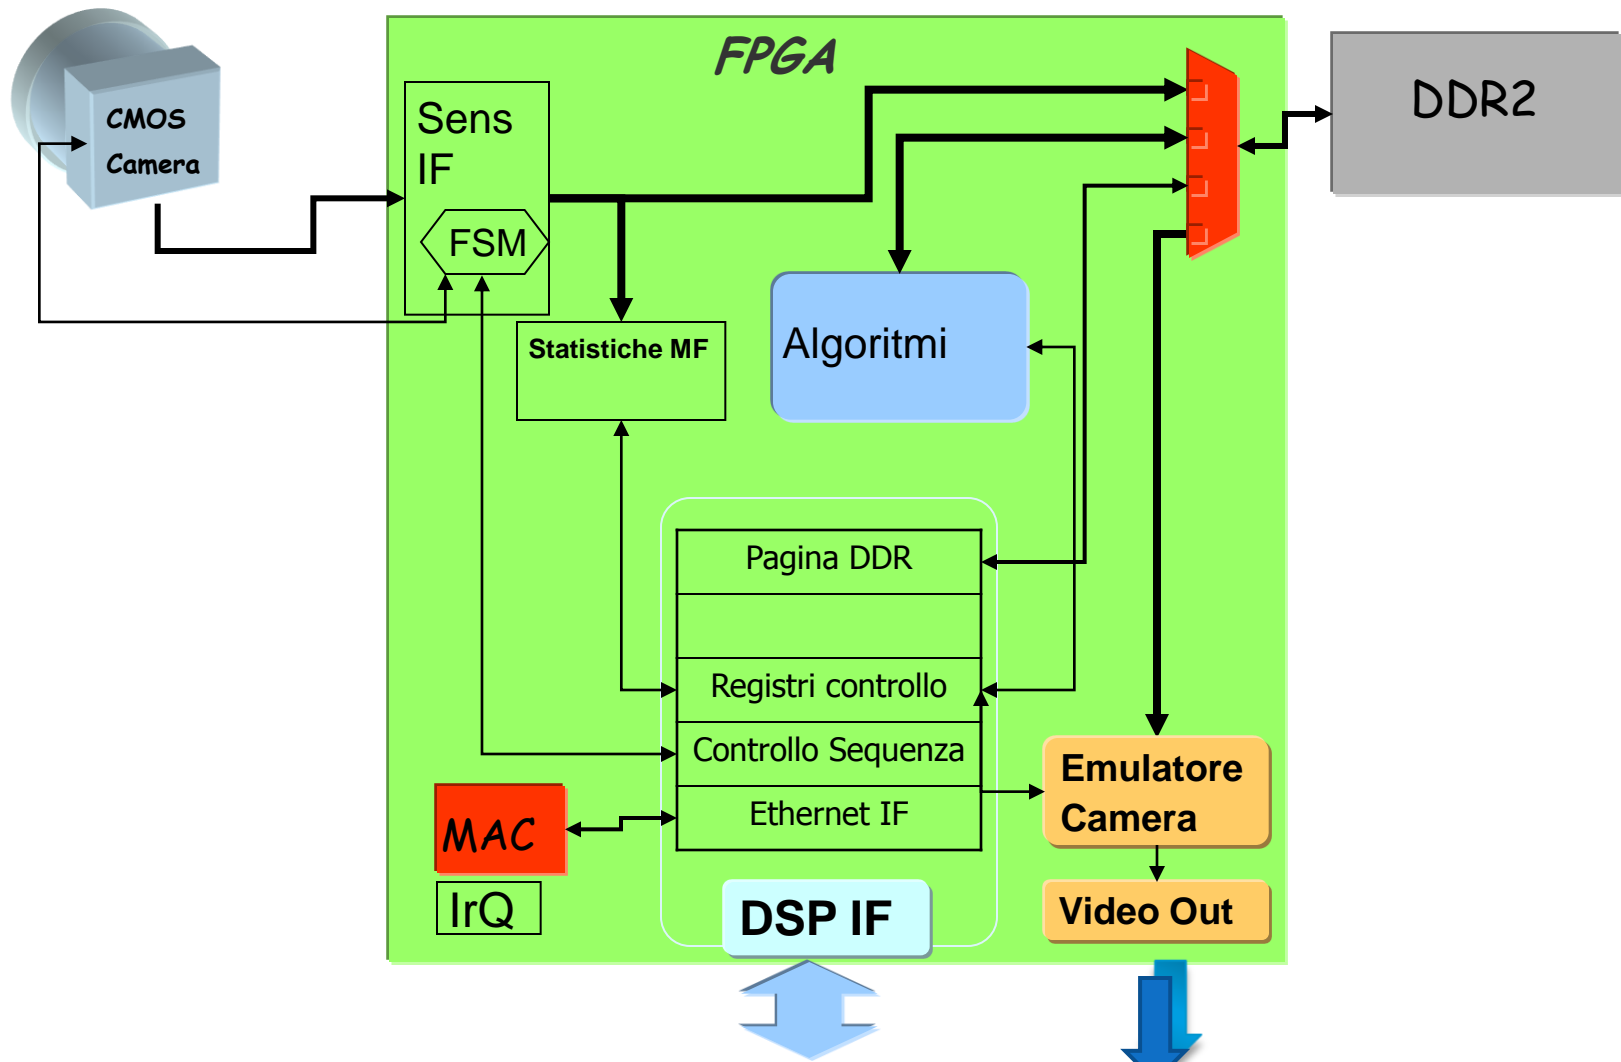 FPGA
CMOS
Camera
Sens
IF
FSM
DDR2
Statistiche MF
Algoritmi
Pagina DDR
Registri controllo
Controllo Sequenza
Ethernet IF
MAC
IrQ
DSP IF
Emulatore
Camera
Video Out